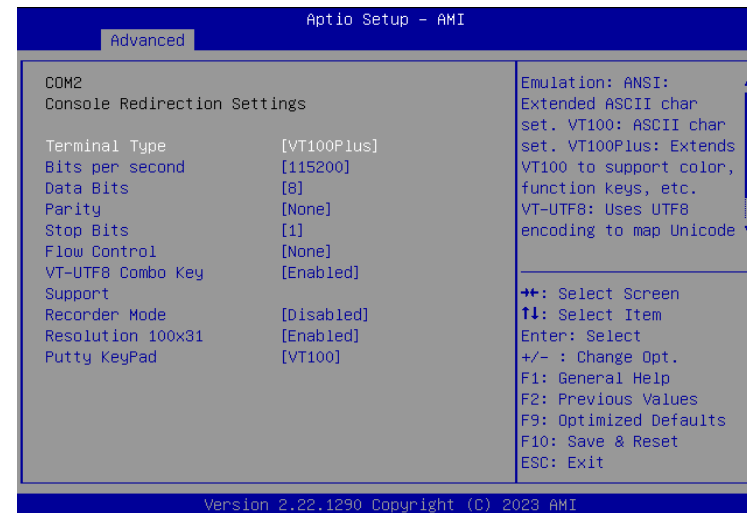 Aptio Setup – AMI
Advanced
COM2
Console Redirection Settings
Terminal Type [VT100Plus]
Bits per second [115200]
Data Bits [8]
Parity [None]
Stop Bits [1]
Flow Control [None]
VT-UTF8 Combo Key [Enabled]
Support
Recorder Mode [Disabled]
Resolution 100x31 [Enabled]
Putty KeyPad [VT100]
Emulation: ANSI:
Extended ASCII char
set. VT100: ASCII char
set. VT100Plus: Extends
VT100 to support color,
function keys, etc.
VT-UTF8: Uses UTF8
encoding to map Unicode
→←: Select Screen
↑↓: Select Item
Enter: Select
+/- : Change Opt.
F1: General Help
F2: Previous Values
F9: Optimized Defaults
F10: Save & Reset
ESC: Exit
Version 2.22.1290 Copyright (C) 2023 AMI